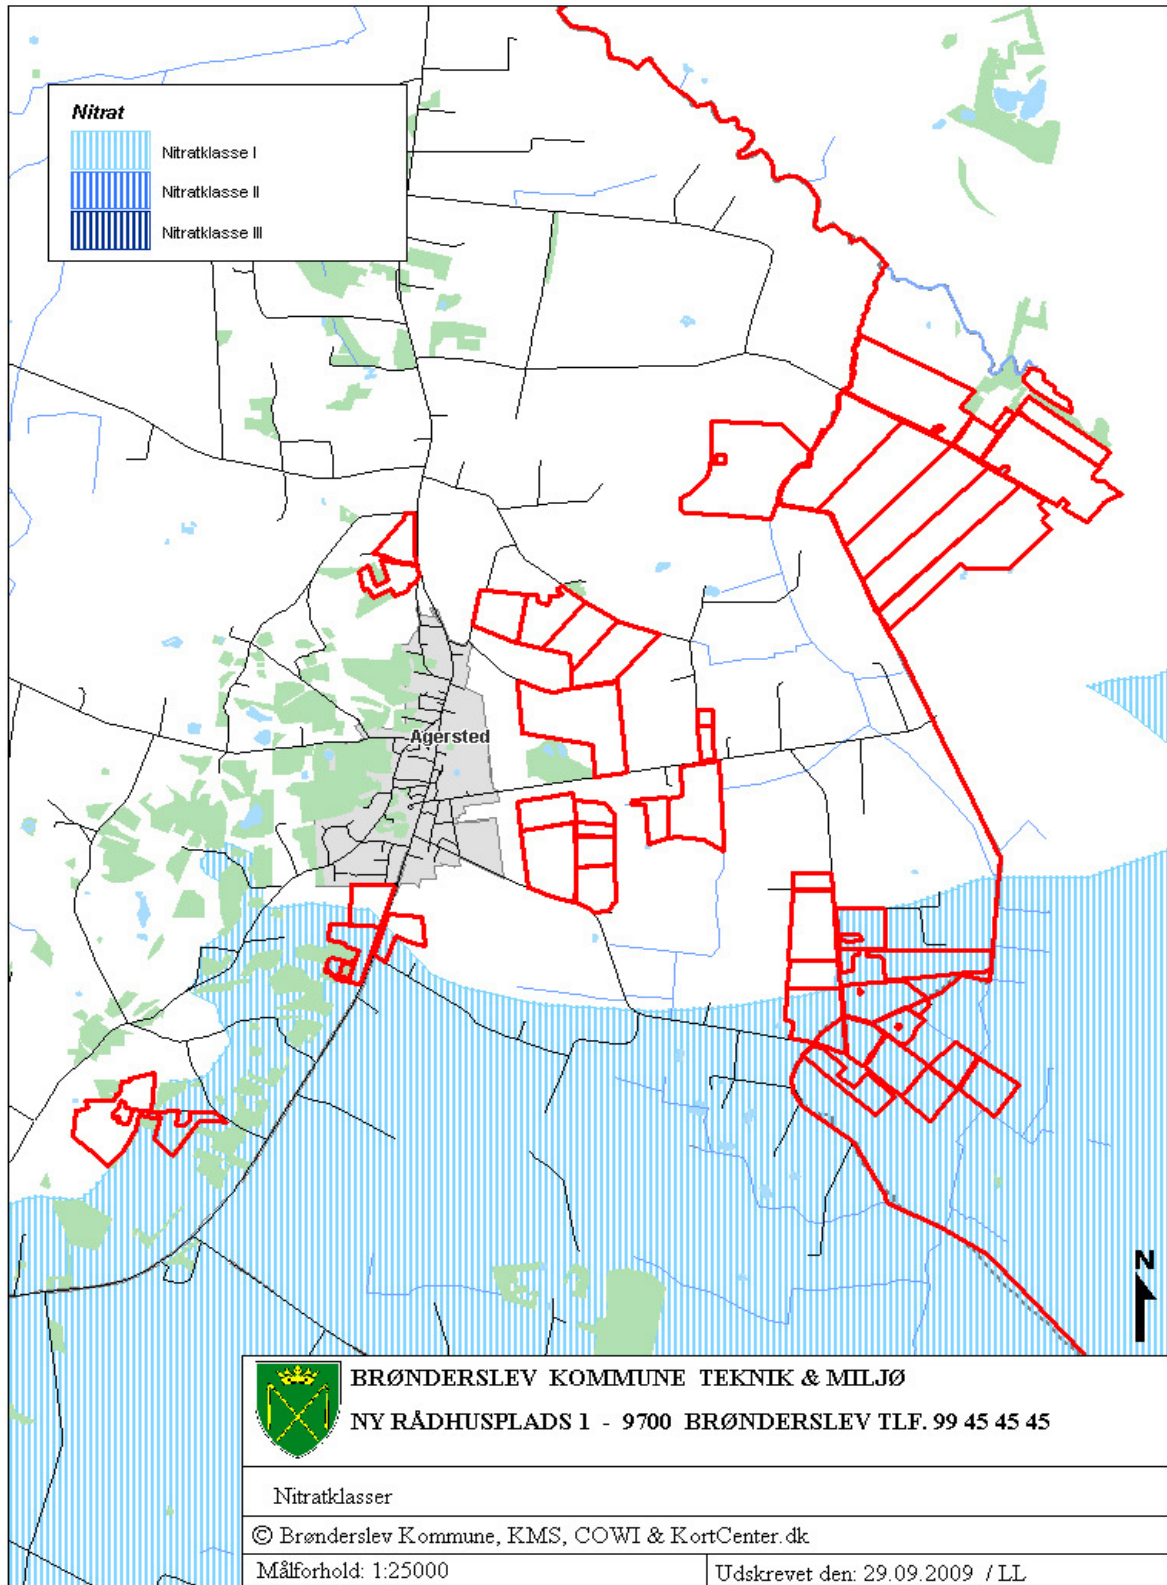 Nitrat
Nitratklasse I
Nitratklasse II
Nitratklasse III
Agersted
N
BRØNDERSLEV KOMMUNE TEKNIK & MILJØ
NY RÅDHUSPLADS 1 - 9700 BRØNDERSLEV TLF. 99 45 45 45
Nitratklasser
© Brønderslev Kommune, KMS, COWI & KortCenter.dk
Målforhold: 1:25000
Udskrevet den: 29.09.2009 / LL